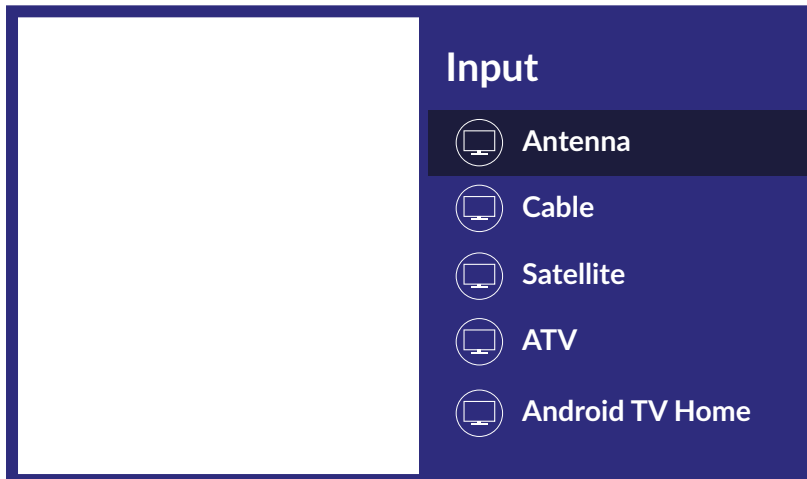 Input
Antenna
Cable
Satellite
ATV
Android TV Home